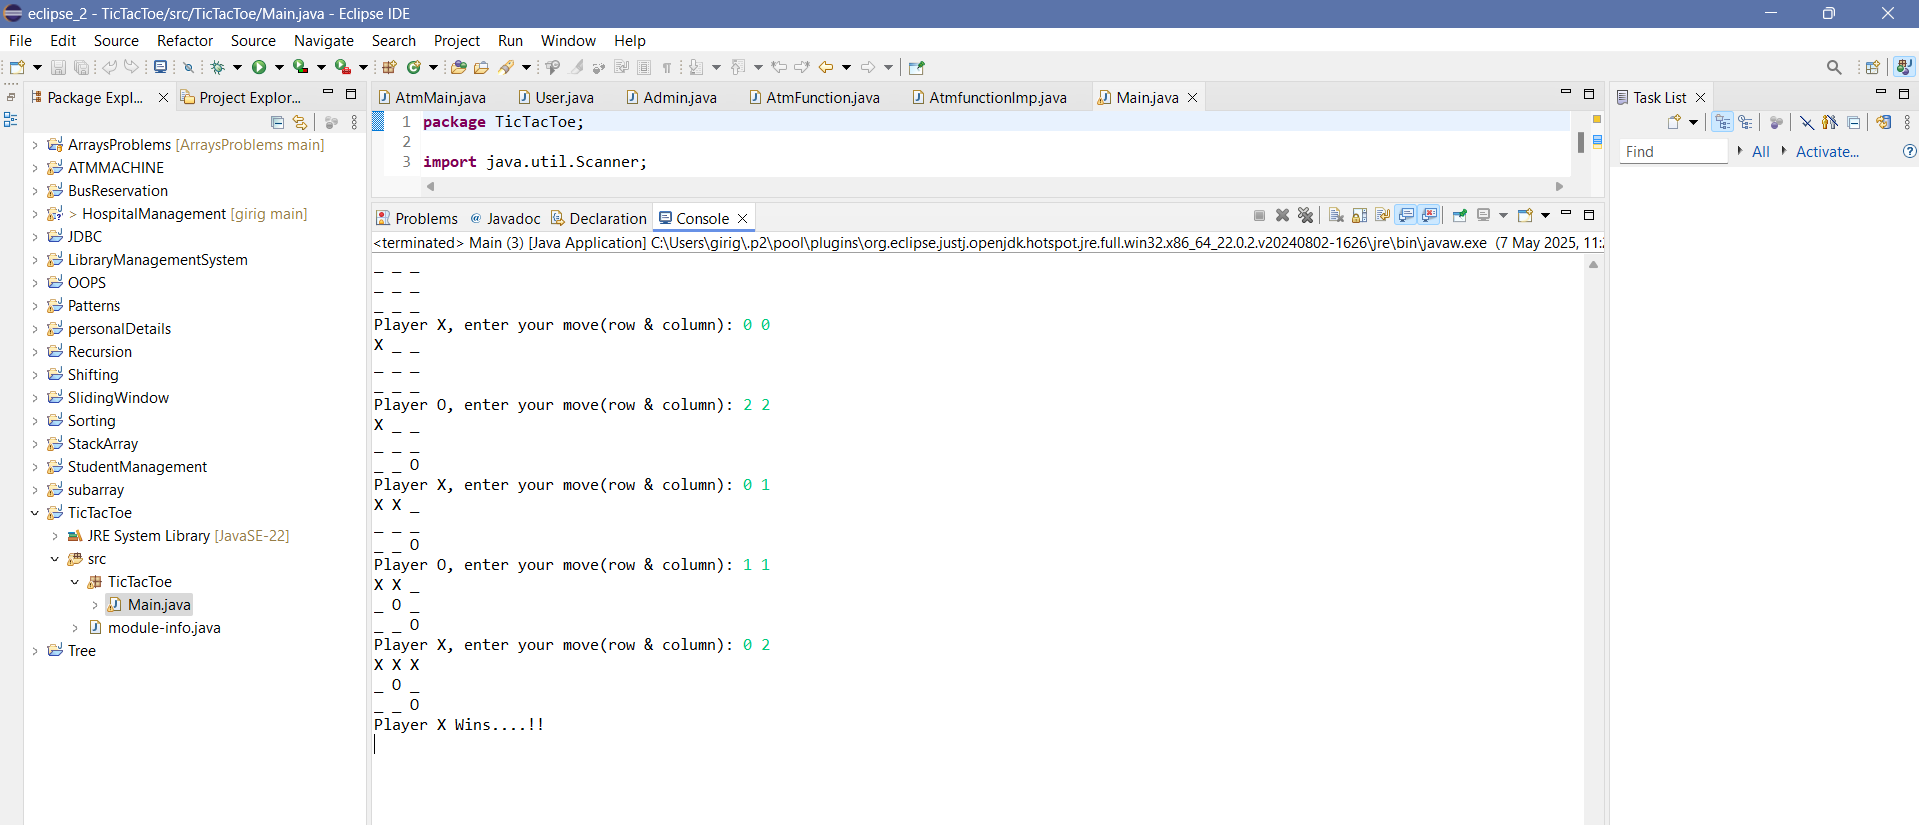 eclipse_2 - TicTacToe/src/TicTacToe/Main.java - Eclipse IDE
File Edit Source Refactor Source Navigate Search Project Run Window Help
Package Expl... Project Explor...
ArraysProblems [ArraysProblems main]
ATMMACHINE
BusReservation
> HospitalManagement [girig main]
JDBC
LibraryManagementSystem
OOPS
Patterns
personalDetails
Recursion
Shifting
SlidingWindow
Sorting
StackArray
StudentManagement
subarray
TicTacToe
JRE System Library [JavaSE-22]
src
TicTacToe
Main.java
module-info.java
Tree
AtmMain.java User.java Admin.java AtmFunction.java AtmfunctionImp.java Main.java
1 package TicTacToe;
2
3 import java.util.Scanner;
Problems @ Javadoc Declaration Console
<terminated> Main (3) [Java Application] C:\Users\girig\.p2\pool\plugins\org.eclipse.justj.openjdk.hotspot.jre.full.win32.x86_64_22.0.2.v20240802-1626\jre\bin\javaw.exe (7 May 2025, 11:
_ _ _
_ _ _
_ _ _
Player X, enter your move(row & column): 0 0
X _ _
_ _ _
_ _ _
Player O, enter your move(row & column): 2 2
X _ _
_ _ _
_ _ O
Player X, enter your move(row & column): 0 1
X X _
_ _ _
_ _ O
Player O, enter your move(row & column): 1 1
X X _
_ O _
_ _ O
Player X, enter your move(row & column): 0 2
X X X
_ O _
_ _ O
Player X Wins....!!
Task List
Find All Activate...